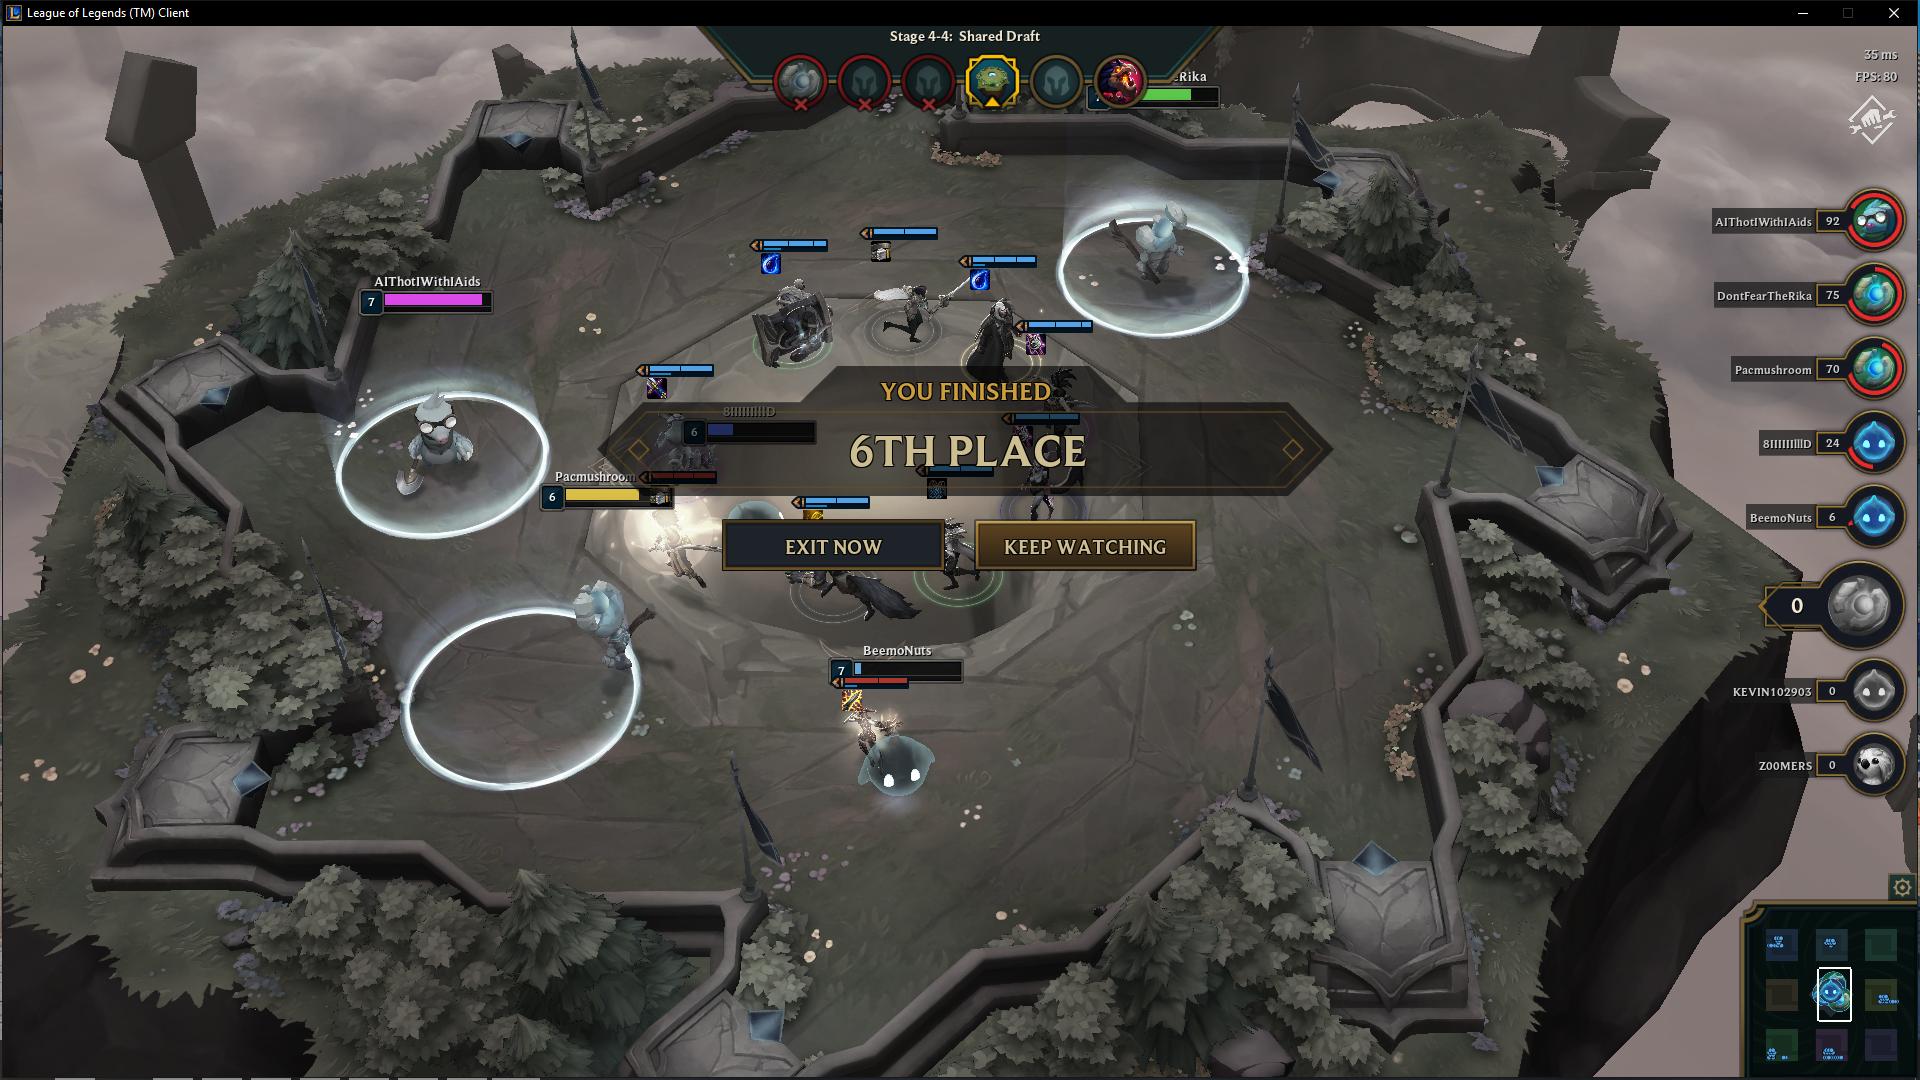 League of Legends (TM) Client
Stage 4-4: Shared Draft
35 ms
FPS: 80
Rika
AIThotIWithIAids
7
AIThotIWithIAids 92
DontFearTheRika 75
Pacmushroom 70
24
BeemoNuts 6
0
KEVIN102903 0
Z00MERS 0
YOU FINISHED
6TH PLACE
6
Pacmushroom
6
EXIT NOW
KEEP WATCHING
BeemoNuts
7